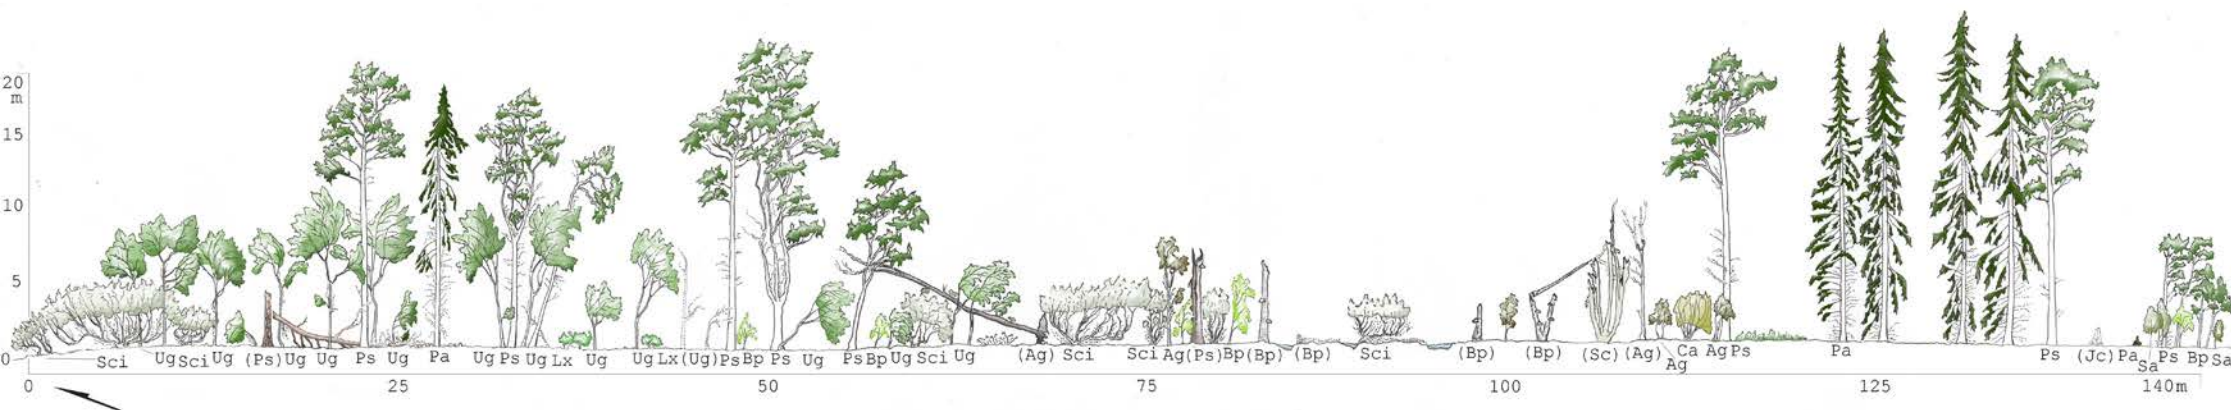 20
m
15
10
5
0
Sci Ug Sci Ug (Ps) Ug Ug Ps Ug Pa Ug Ps Ug Lx Ug Ug Lx (Ug) Ps Bp Ps Ug Ps Bp Ug Sci Ug (Ag) Sci Sci Ag (Ps) Bp (Bp) (Bp) Sci (Bp) (Bp) (Sc) (Ag) Ca Ag Ps Pa Ps (Jc) Pa Ps Bp Sa
Ag Sa
0 25 50 75 100 125 140m